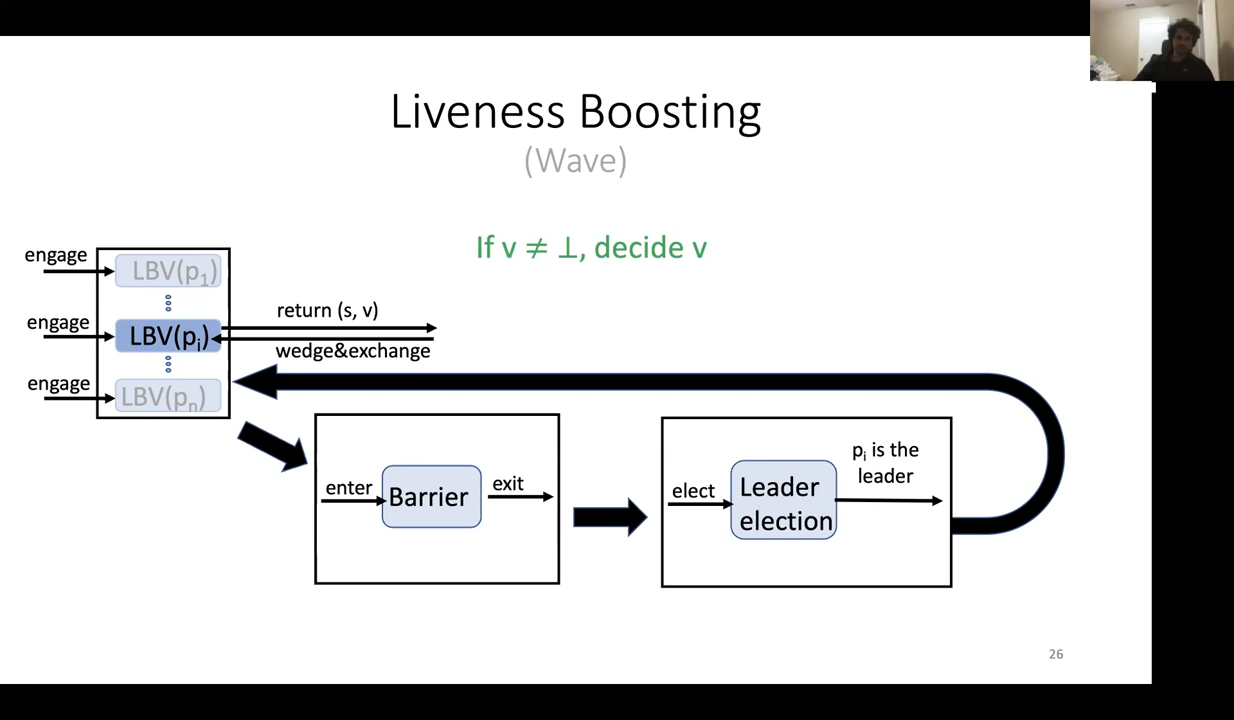 Liveness Boosting
(Wave)
If v ≠ ⊥, decide v
engage
LBV(p₁)
engage
LBV(pᵢ)
return (s, v)
wedge&exchange
engage
LBV(pₙ)
enter
Barrier
exit
elect
Leader
election
pᵢ is the
leader
26